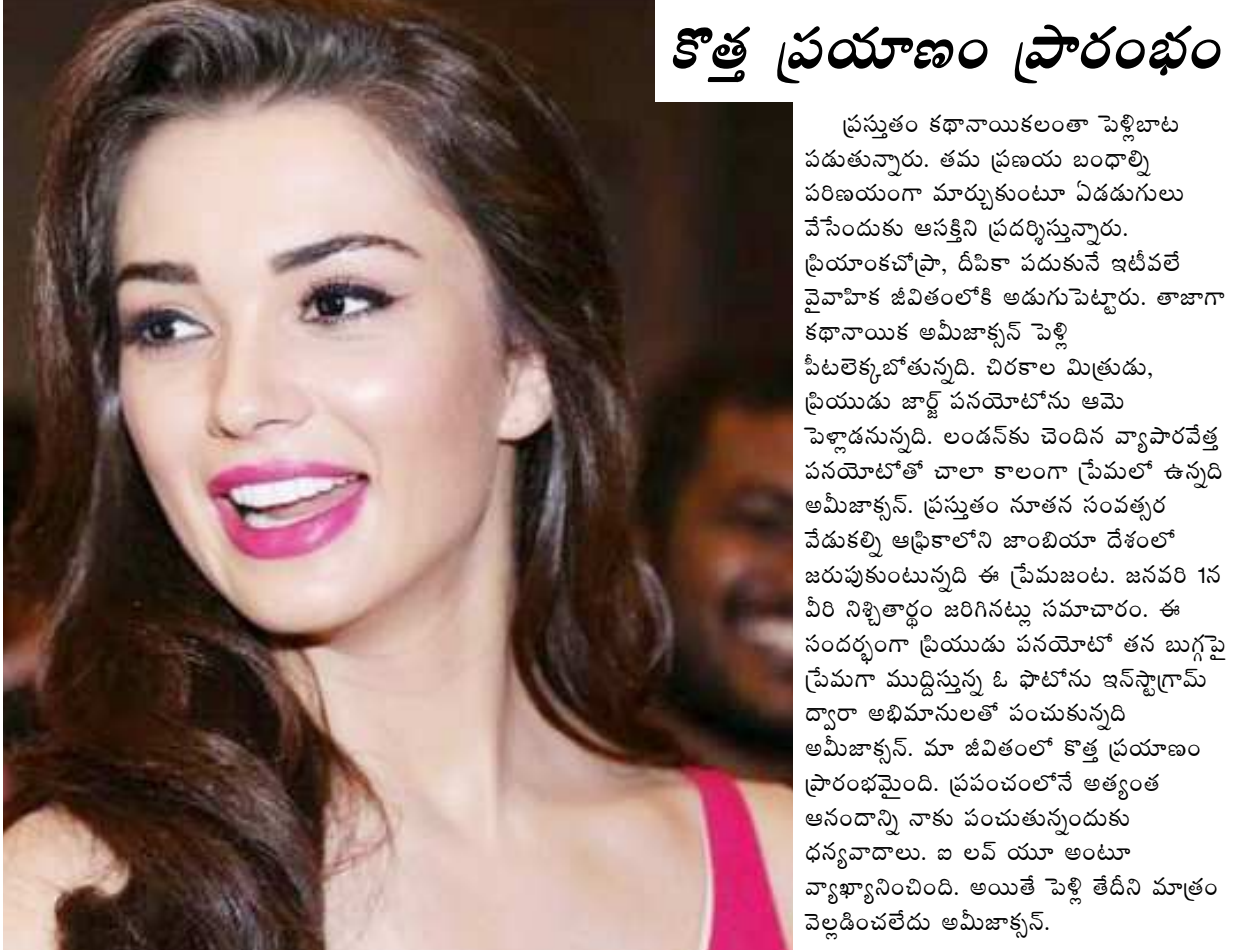 కొత్త ప్రయాణం ప్రారంభం
ప్రస్తుతం కథానాయికలంతా పెళ్లిబాట
పడుతున్నారు. తమ ప్రణయ బంధాల్ని
పరిణయంగా మార్చుకుంటూ ఏడడుగులు
వేసేందుకు ఆసక్తిని ప్రదర్శిస్తున్నారు.
ప్రియాంకచోప్రా, దీపికా పదుకునే ఇటీవలే
వైవాహిక జీవితంలోకి అడుగుపెట్టారు. తాజాగా
కథానాయిక అమీజాక్సన్ పెళ్లి
పీటలెక్కబోతున్నది. చిరకాల మిత్రుడు,
ప్రియుడు జార్జ్ పనయోటోను ఆమె
పెళ్లాడనున్నది. లండన్‌కు చెందిన వ్యాపారవేత్త
పనయోటోతో చాలా కాలంగా ప్రేమలో ఉన్నది
అమీజాక్సన్. ప్రస్తుతం నూతన సంవత్సర
వేడుకల్ని ఆఫ్రికాలోని జాంబియా దేశంలో
జరుపుకుంటున్నది ఈ ప్రేమజంట. జనవరి 1న
వీరి నిశ్చితార్థం జరిగినట్లు సమాచారం. ఈ
సందర్భంగా ప్రియుడు పనయోటో తన బుగ్గపై
ప్రేమగా ముద్దిస్తున్న ఓ ఫొటోను ఇన్‌స్టాగ్రామ్
ద్వారా అభిమానులతో పంచుకున్నది
అమీజాక్సన్. మా జీవితంలో కొత్త ప్రయాణం
ప్రారంభమైంది. ప్రపంచంలోనే అత్యంత
ఆనందాన్ని నాకు పంచుతున్నందుకు
ధన్యవాదాలు. ఐ లవ్ యూ అంటూ
వ్యాఖ్యానించింది. అయితే పెళ్లి తేదీని మాత్రం
వెల్లడించలేదు అమీజాక్సన్.